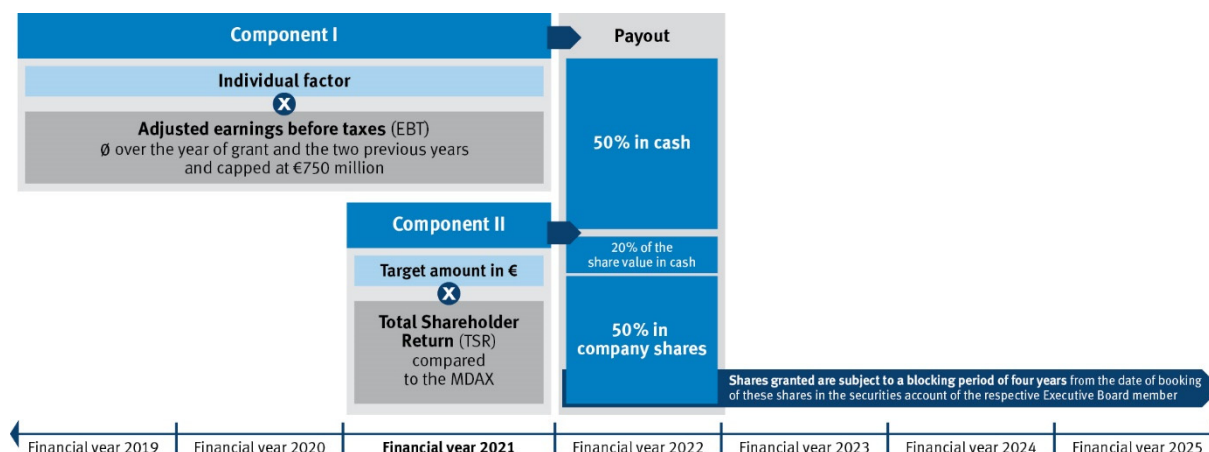 Component I
Payout
Individual factor
X
Adjusted earnings before taxes (EBT)
Ø over the year of grant and the two previous years
and capped at €750 million
50% in cash
Component II
20% of the
share value in cash
Target amount in €
X
Total Shareholder
Return (TSR)
compared
to the MDAX
50% in
company shares
Shares granted are subject to a blocking period of four years from the date of booking
of these shares in the securities account of the respective Executive Board member
Financial year 2019
Financial year 2020
Financial year 2021
Financial year 2022
Financial year 2023
Financial year 2024
Financial year 2025